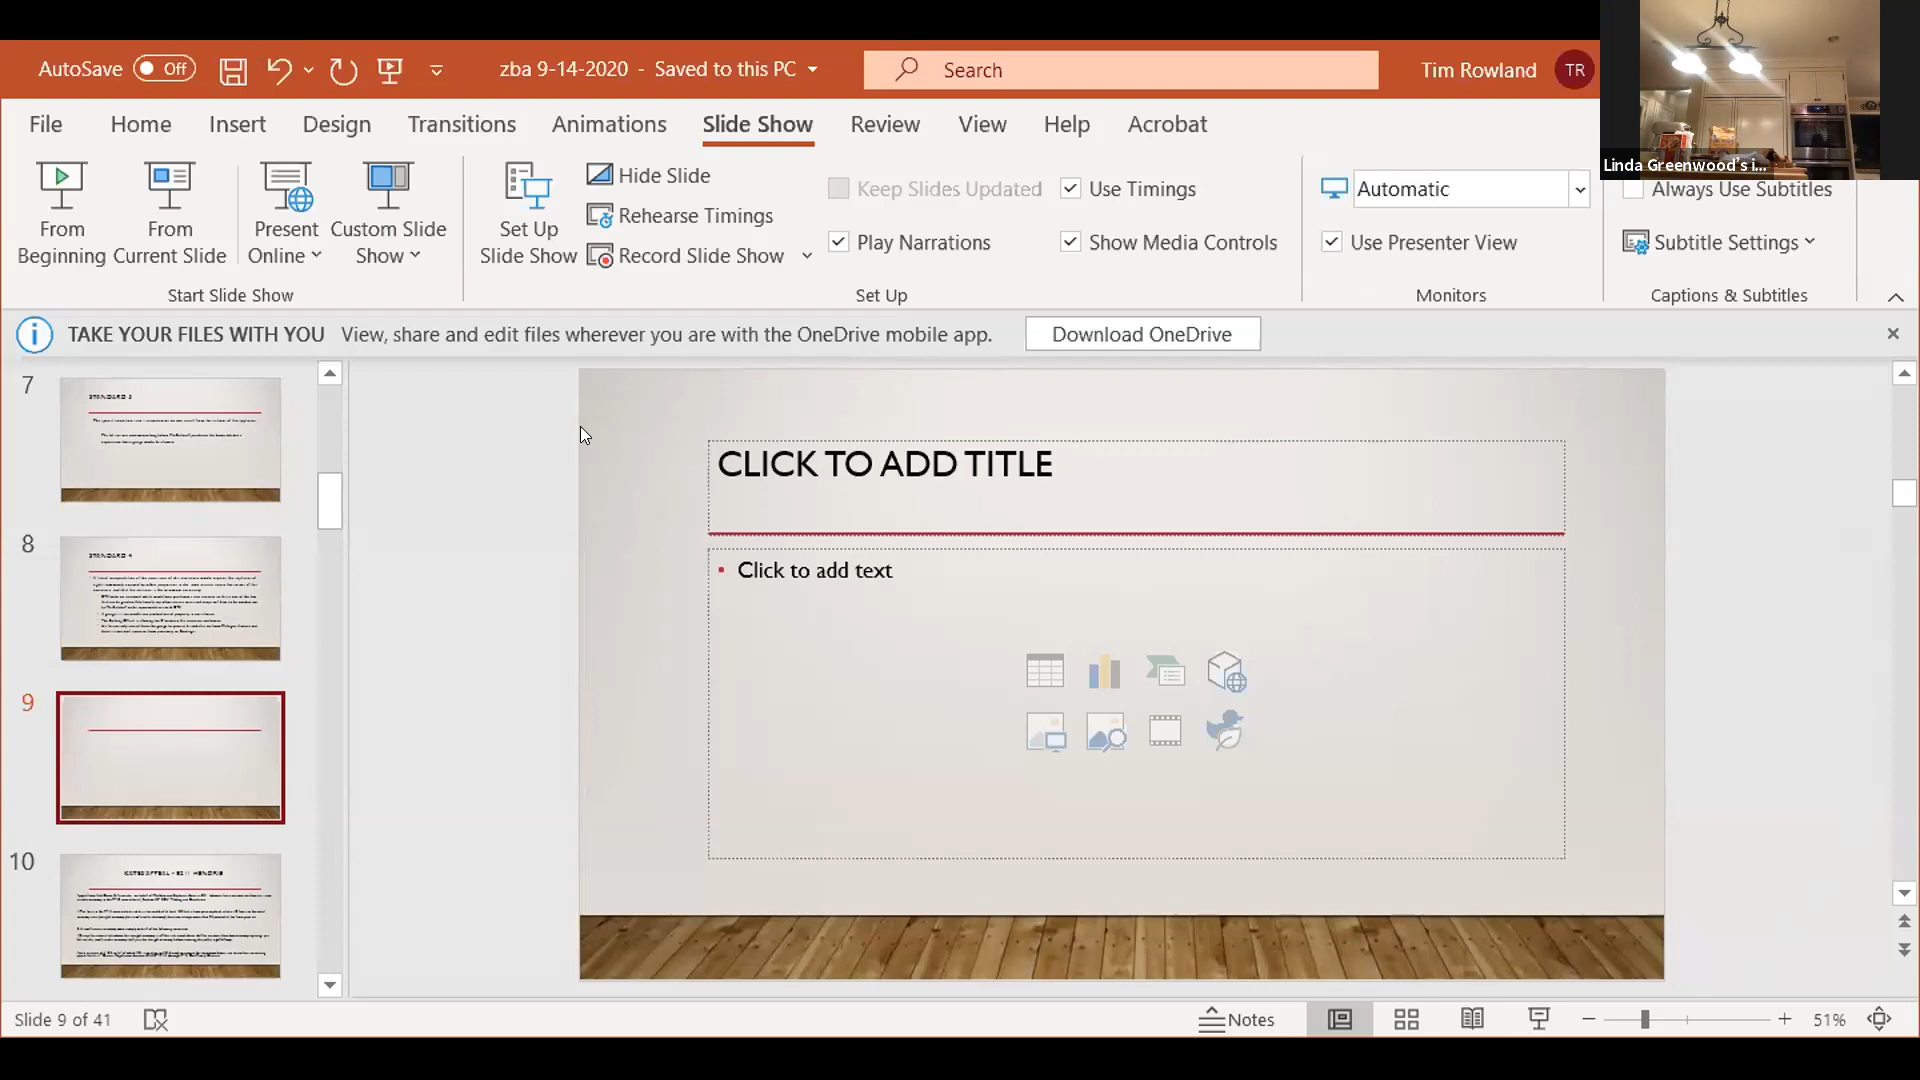 AutoSave Off zba 9-14-2020 - Saved to this PC Search Tim Rowland TR
File Home Insert Design Transitions Animations Slide Show Review View Help Acrobat
Linda Greenwood's i...
From Beginning
From Current Slide
Present Online
Custom Slide Show
Start Slide Show
Set Up Slide Show
Hide Slide
Rehearse Timings
Record Slide Show
Keep Slides Updated
Play Narrations
Use Timings
Show Media Controls
Set Up
Automatic
Use Presenter View
Monitors
Always Use Subtitles
Subtitle Settings
Captions & Subtitles
TAKE YOUR FILES WITH YOU View, share and edit files wherever you are with the OneDrive mobile app. Download OneDrive
7
STANDARD 3
8
STANDARD 4
9
10
CLICK TO ADD TITLE
• Click to add text
Slide 9 of 41 Notes 51%